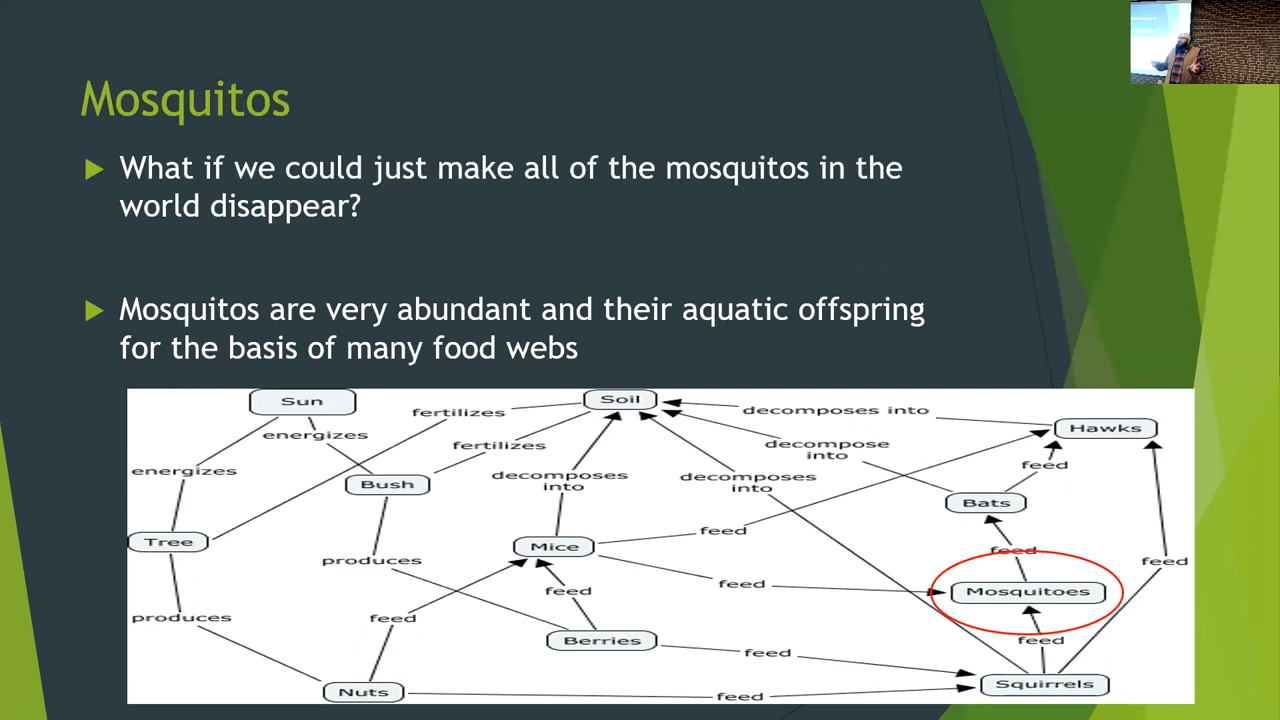 Mosquitos
What if we could just make all of the mosquitos in the
world disappear?
Mosquitos are very abundant and their aquatic offspring
for the basis of many food webs
Sun
Soil
fertilizes
decomposes into
Hawks
energizes
fertilizes
decompose
into
energizes
Bush
decomposes
into
decomposes
into
feed
Bats
Tree
Mice
feed
feed
produces
feed
feed
Mosquitoes
produces
feed
feed
Berries
feed
feed
Nuts
feed
Squirrels